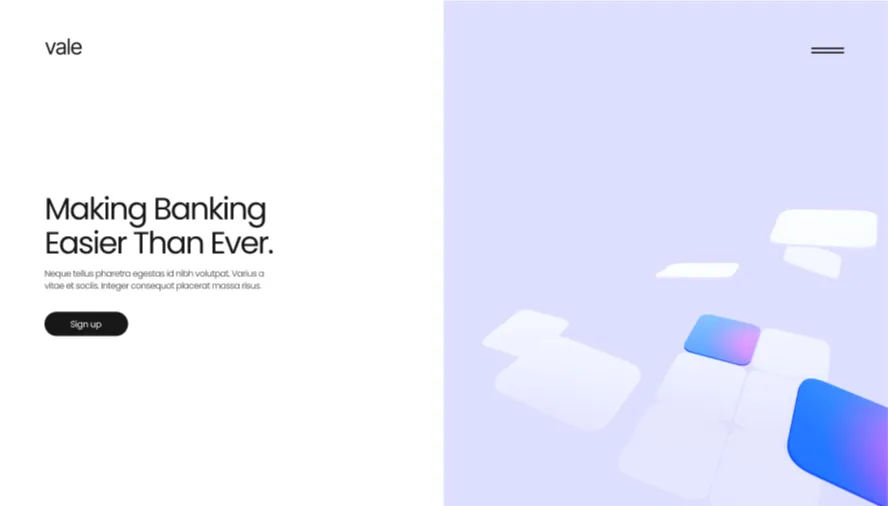 vale
Making Banking
Easier Than Ever.
Neque tellus pharetra egestas id nibh volutpat. Varius a
vitae et sociis. Integer consequat placerat massa risus.
Sign up